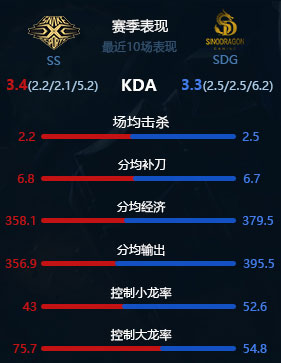 赛季表现
最近10场表现
SINODRAGON
GAMING
SS
SDG
3.4(2.2/2.1/5.2) KDA 3.3(2.5/2.5/6.2)
场均击杀
2.2 2.5
分均补刀
6.8 6.7
分均经济
358.1 379.5
分均输出
356.9 395.5
控制小龙率
43 52.6
控制大龙率
75.7 54.8